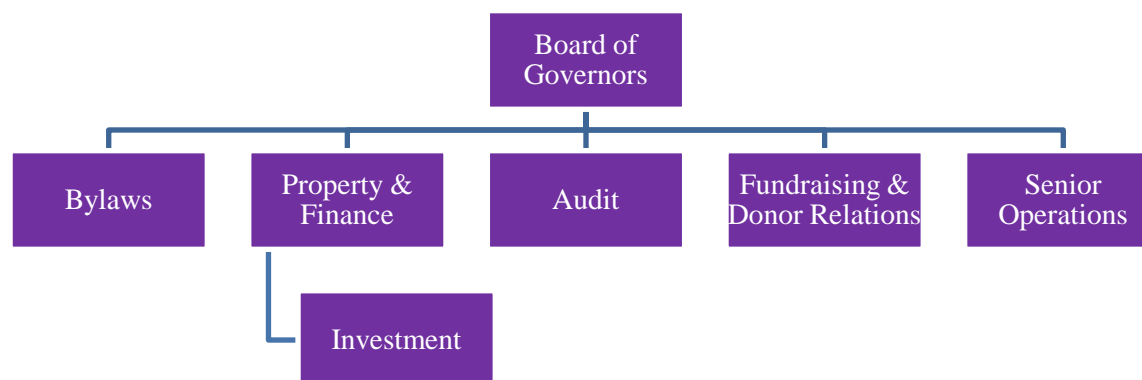 Board of
Governors
Bylaws
Property &
Finance
Audit
Fundraising &
Donor Relations
Senior
Operations
Investment